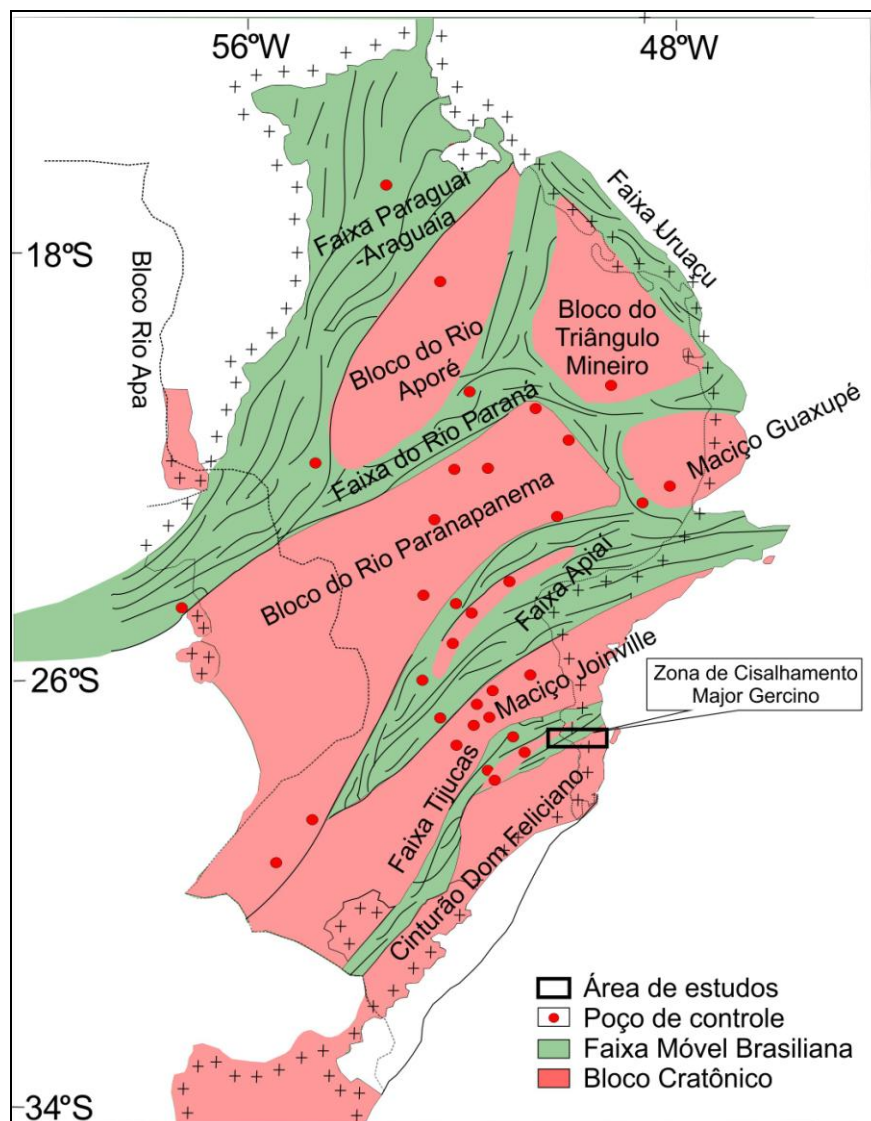 56ºW
48ºW
Faixa Uruaçu
Faixa Paraguai
-Araguaia
18ºS
Bloco Rio Apa
Bloco do
Triângulo
Mineiro
Bloco do Rio
Aporé
Faixa do Rio Paraná
Maciço Guaxupé
Bloco do Rio Paranapanema
Faixa Apiaí
26ºS
Maciço Joinville
Zona de Cisalhamento
Major Gercino
Faixa Tijucas
Cinturão Dom Feliciano
Área de estudos
Poço de controle
Faixa Móvel Brasiliana
Bloco Cratônico
34ºS